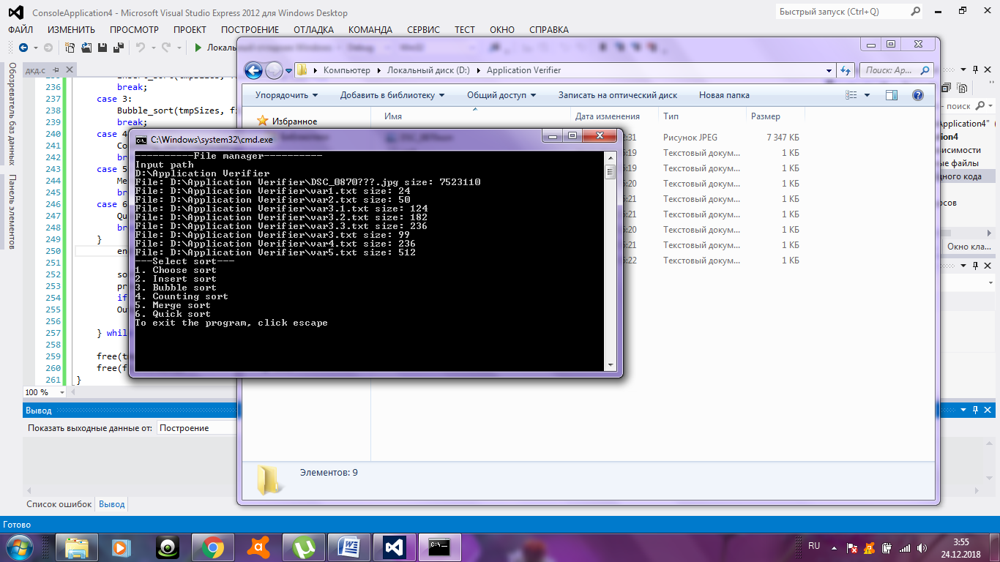 ConsoleApplication4 - Microsoft Visual Studio Express 2012 для Windows Desktop
Быстрый запуск (Ctrl+Q)
ФАЙЛ ИЗМЕНИТЬ ПРОСМОТР ПРОЕКТ ПОСТРОЕНИЕ ОТЛАДКА КОМАНДА СЕРВИС ТЕСТ ОКНО СПРАВКА
Обозреватель баз данных
Панель элементов
дкд.c
236 break;
237 case 3:
238 Bubble_sort(tmpSizes, fi
239 break;
240 case 4
241 Co
242 br
243 case 5
244 Me
245 br
246 case 6
247 Qu
248 br
249 }
250 en
251
252 so
253 pr
254 if
255 Ou
256
257 } whil
258
259 free(t
260 free(f
261 }
100 %
Компьютер Локальный диск (D:) Application Verifier
Поиск: Ap...
Упорядочить Добавить в библиотеку Общий доступ Записать на оптический диск Новая папка
Избранное
Имя Дата изменения Тип Размер
:31 Рисунок JPEG 7 347 КБ
:19 Текстовый докум... 1 КБ
:19 Текстовый докум... 1 КБ
:20 Текстовый докум... 1 КБ
:21 Текстовый докум... 1 КБ
:21 Текстовый докум... 1 КБ
:20 Текстовый докум... 1 КБ
:21 Текстовый докум... 1 КБ
:22 Текстовый докум... 1 КБ
Элементов: 9
C:\Windows\system32\cmd.exe
----------File manager----------
Input path
D:\Application Verifier
File: D:\Application Verifier\DSC_0870???.jpg size: 7523110
File: D:\Application Verifier\var1.txt size: 24
File: D:\Application Verifier\var2.txt size: 50
File: D:\Application Verifier\var3.1.txt size: 124
File: D:\Application Verifier\var3.2.txt size: 182
File: D:\Application Verifier\var3.3.txt size: 236
File: D:\Application Verifier\var3.txt size: 99
File: D:\Application Verifier\var4.txt size: 236
File: D:\Application Verifier\var5.txt size: 512
---Select sort---
1. Choose sort
2. Insert sort
3. Bubble sort
4. Counting sort
5. Merge sort
6. Quick sort
To exit the program, click escape
- поиск
Application4"
on4
висимости
ые файлы
дного кода
рсов
Окно кла...
Вывод
Показать выходные данные от: Построение
Список ошибок Вывод
Готово
RU
3:55
24.12.2018